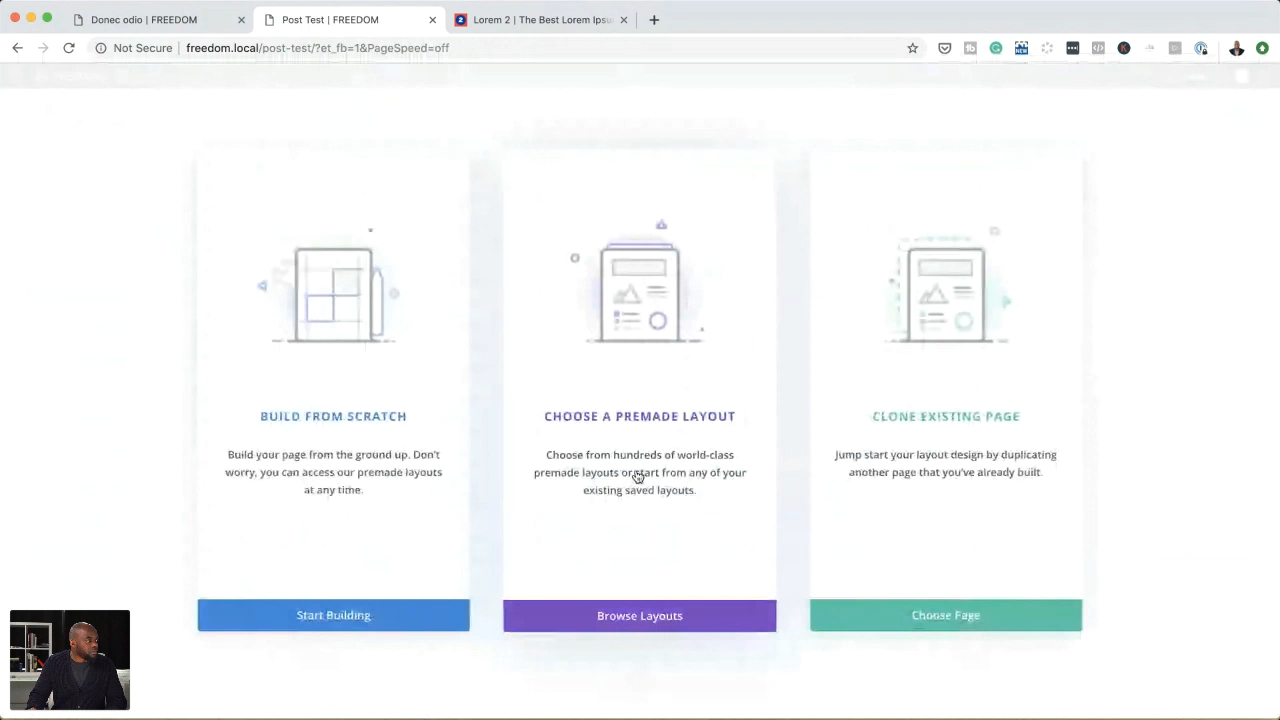 Donec odio | FREEDOM
Post Test | FREEDOM
2
Lorem 2 | The Best Lorem Ipsu
Not Secure
freedom.local/post-test/?et_fb=1&PageSpeed=off
NEW
BUILD FROM SCRATCH
Build your page from the ground up. Don't
worry, you can access our premade layouts
at any time.
Start Building
CHOOSE A PREMADE LAYOUT
Choose from hundreds of world-class
premade layouts or start from any of your
existing saved layouts.
Browse Layouts
CLONE EXISTING PAGE
Jump start your layout design by duplicating
another page that you've already built.
Choose Page